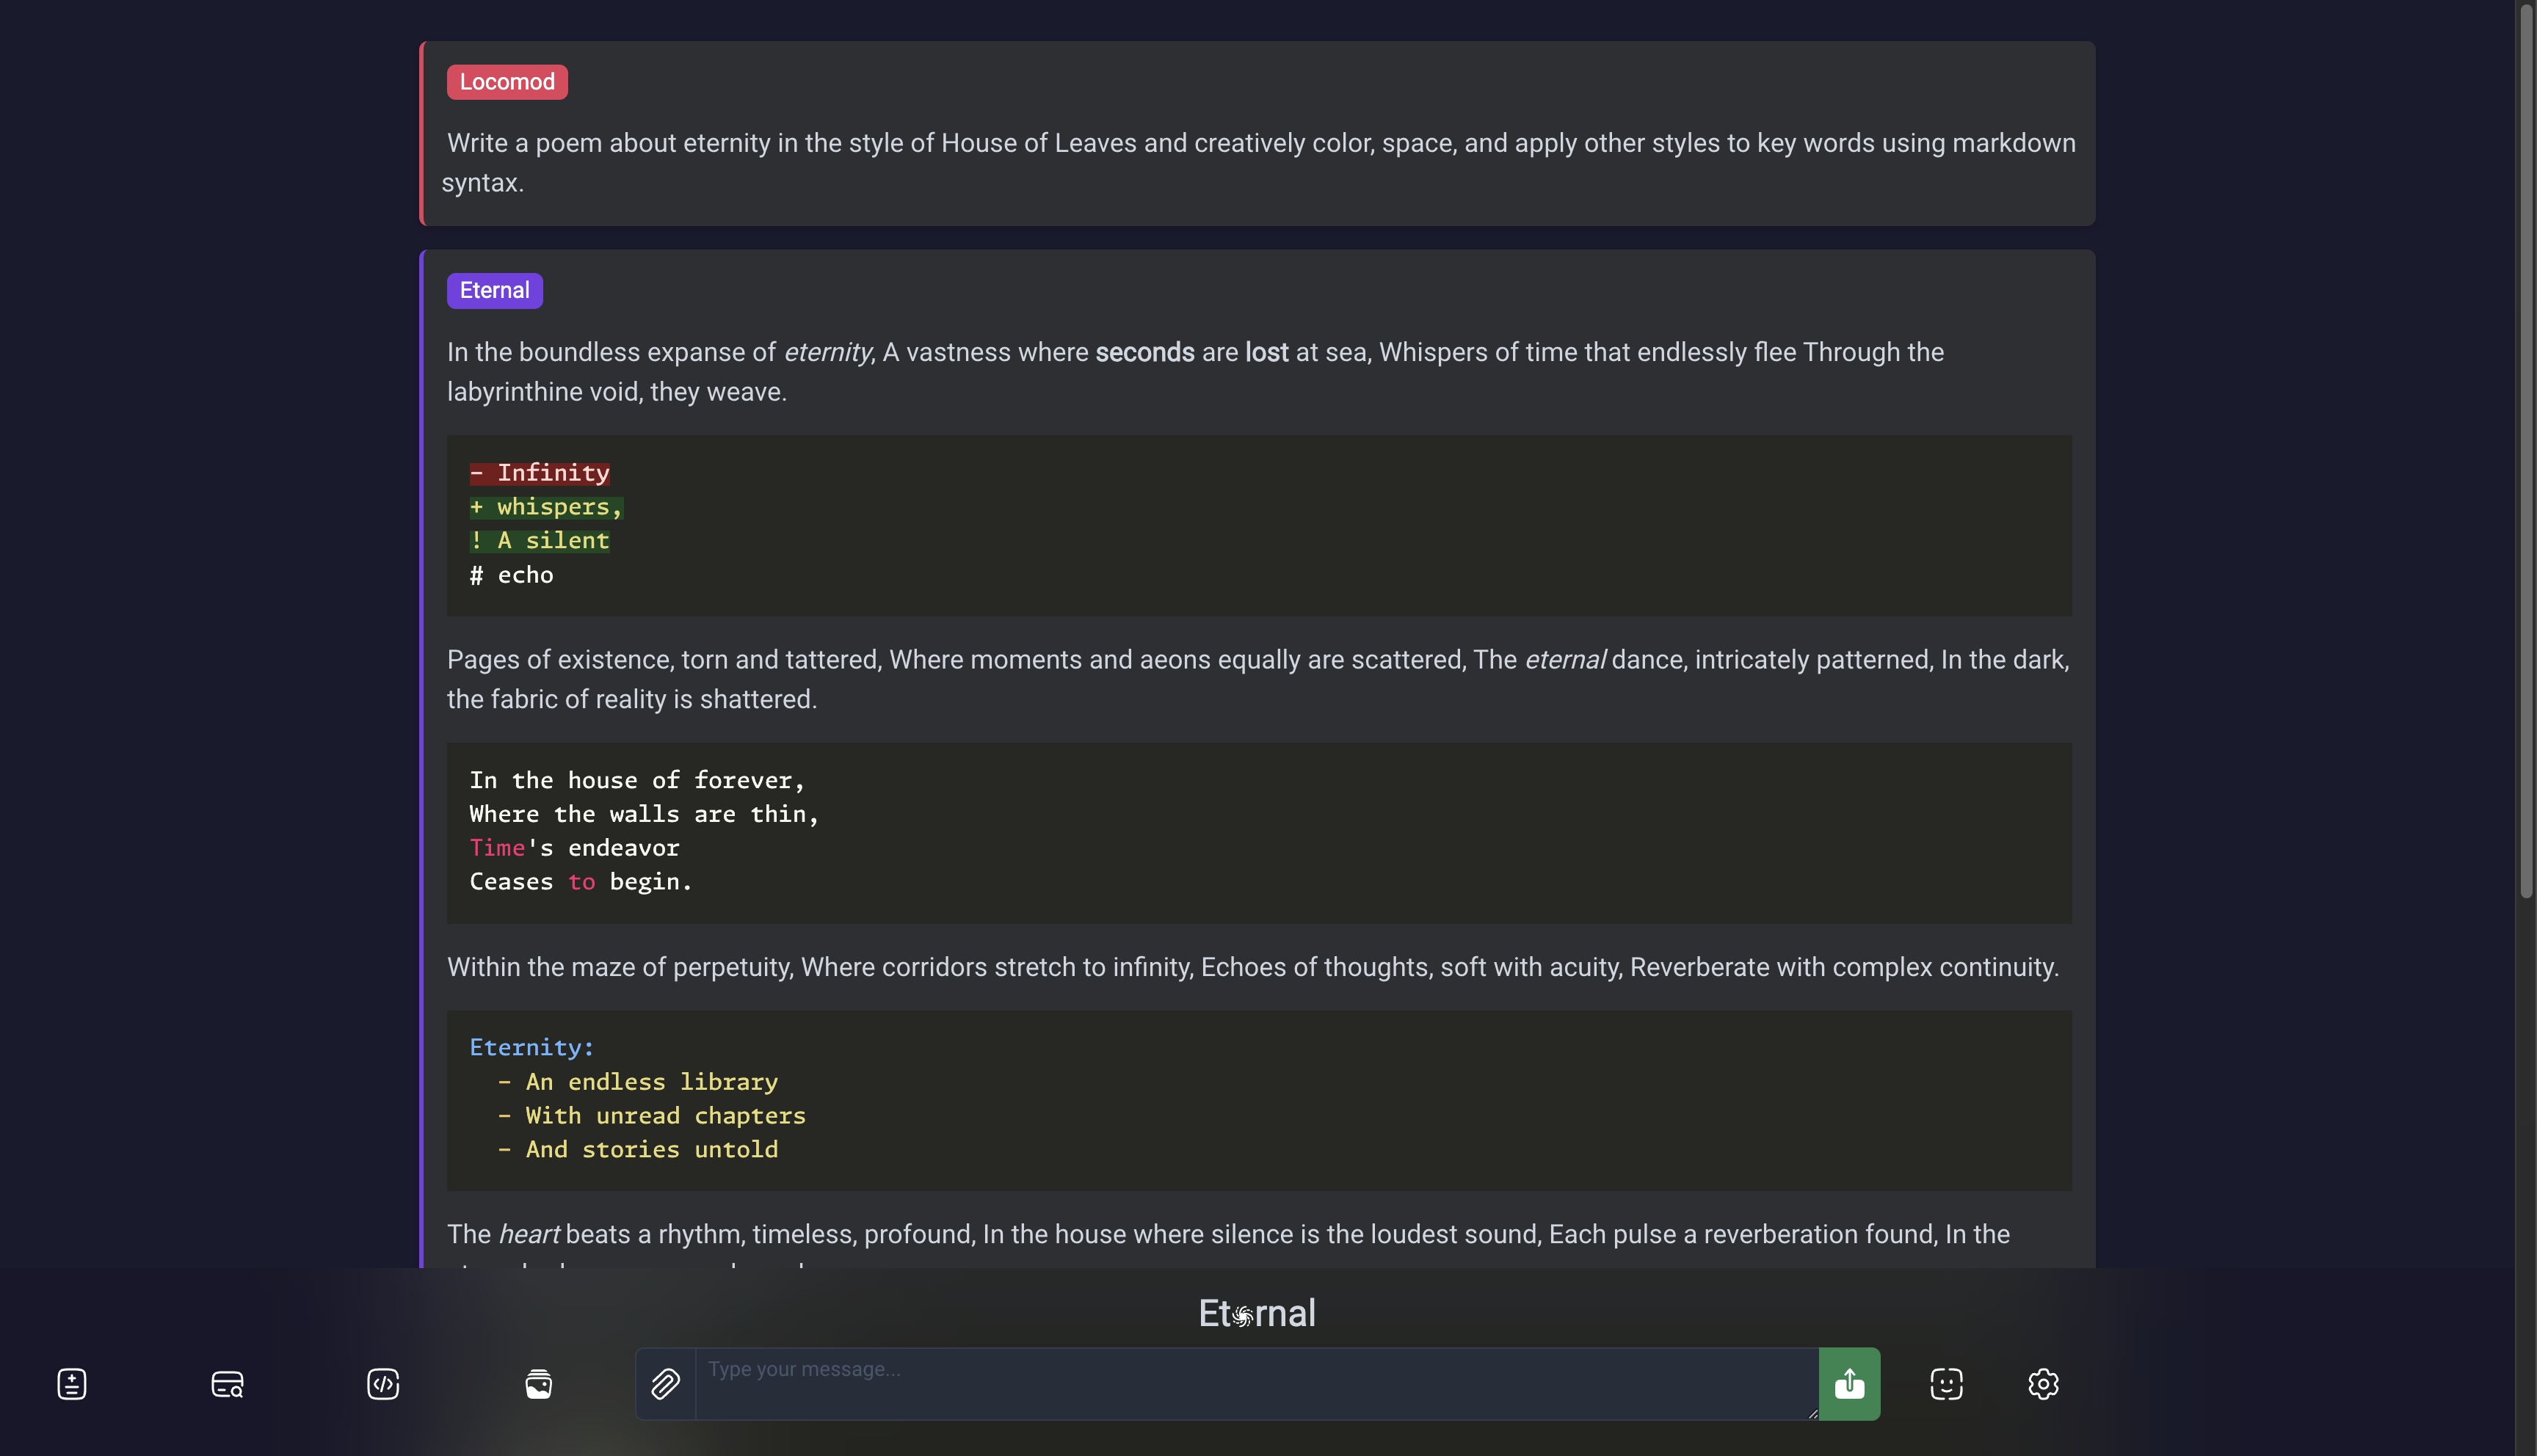 Locomod
Write a poem about eternity in the style of House of Leaves and creatively color, space, and apply other styles to key words using markdown
syntax.
Eternal
In the boundless expanse of eternity, A vastness where seconds are lost at sea, Whispers of time that endlessly flee Through the
labyrinthine void, they weave.
- Infinity
+ whispers,
! A silent
# echo
Pages of existence, torn and tattered, Where moments and aeons equally are scattered, The eternal dance, intricately patterned, In the dark,
the fabric of reality is shattered.
In the house of forever,
Where the walls are thin,
Time's endeavor
Ceases to begin.
Within the maze of perpetuity, Where corridors stretch to infinity, Echoes of thoughts, soft with acuity, Reverberate with complex continuity.
Eternity:
- An endless library
- With unread chapters
- And stories untold
The heart beats a rhythm, timeless, profound, In the house where silence is the loudest sound, Each pulse a reverberation found, In the
Eternal
Type your message...